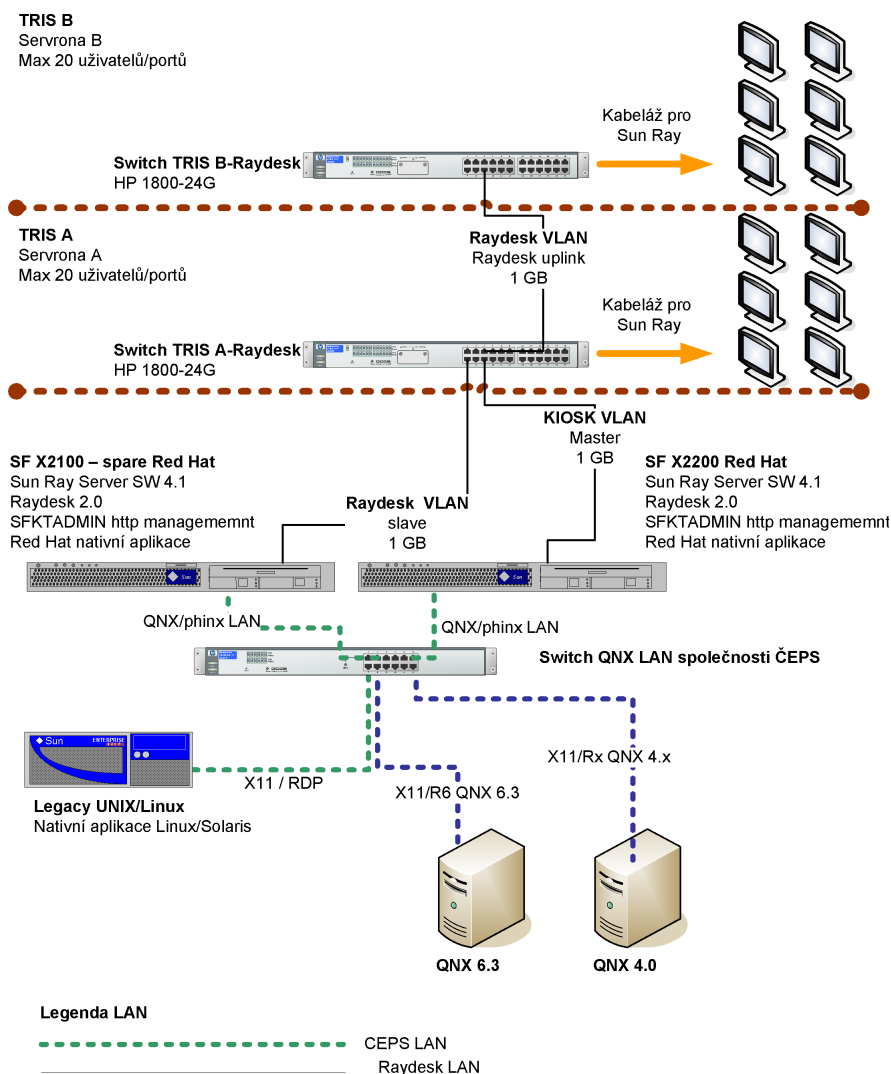 TRIS B
Servrona B
Max 20 uživatelů/portů
Kabeláž pro
Sun Ray
Switch TRIS B-Raydesk
HP 1800-24G
TRIS A
Servrona A
Max 20 uživatelů/portů
Raydesk VLAN
Raydesk uplink
1 GB
Kabeláž pro
Sun Ray
Switch TRIS A-Raydesk
HP 1800-24G
KIOSK VLAN
Master
1 GB
SF X2100 – spare Red Hat
Sun Ray Server SW 4.1
Raydesk 2.0
SFKTADMIN http managememnt
Red Hat nativní aplikace
Raydesk VLAN
slave
1 GB
SF X2200 Red Hat
Sun Ray Server SW 4.1
Raydesk 2.0
SFKTADMIN http managememnt
Red Hat nativní aplikace
Sun
Sun
QNX/phinx LAN
QNX/phinx LAN
Switch QNX LAN společnosti ČEPS
Sun
ENTERPRISE
X11 / RDP
X11/R6 QNX 6.3
X11/Rx QNX 4.x
Legacy UNIX/Linux
Nativní aplikace Linux/Solaris
QNX 6.3
QNX 4.0
Legenda LAN
CEPS LAN
Raydesk LAN